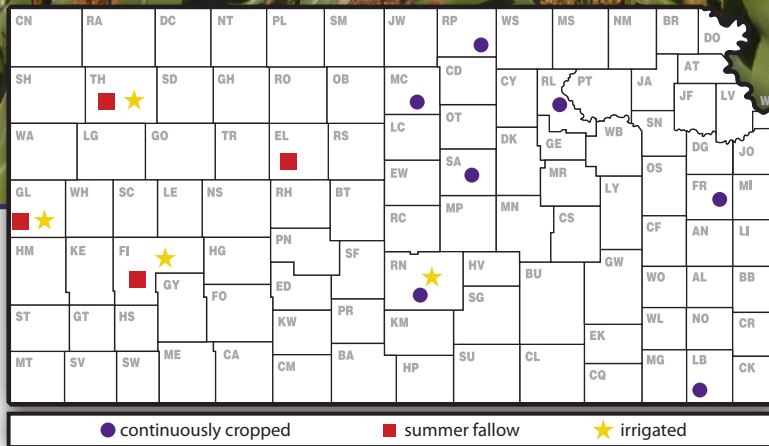 CN RA DC NT PL SM JW RP WS MS NM BR DO
SH TH SD GH RO OB MC CD CY RL PT JA AT
JF LV W
WA LG GO TR EL RS LC OT DK GE WB SN DG JO
EW SA MR OS FR MI
GL WH SC LE NS RH BT RC MP MN CS LY CF AN LI
HM KE FI HG PN SF RN HV BU GW WO AL BB
GY FO ED SG
ST GT HS KW PR KM EK WL NO CR
MT SV SW ME CA CM BA HP SU CL CQ MG LB CK
continuously cropped summer fallow irrigated